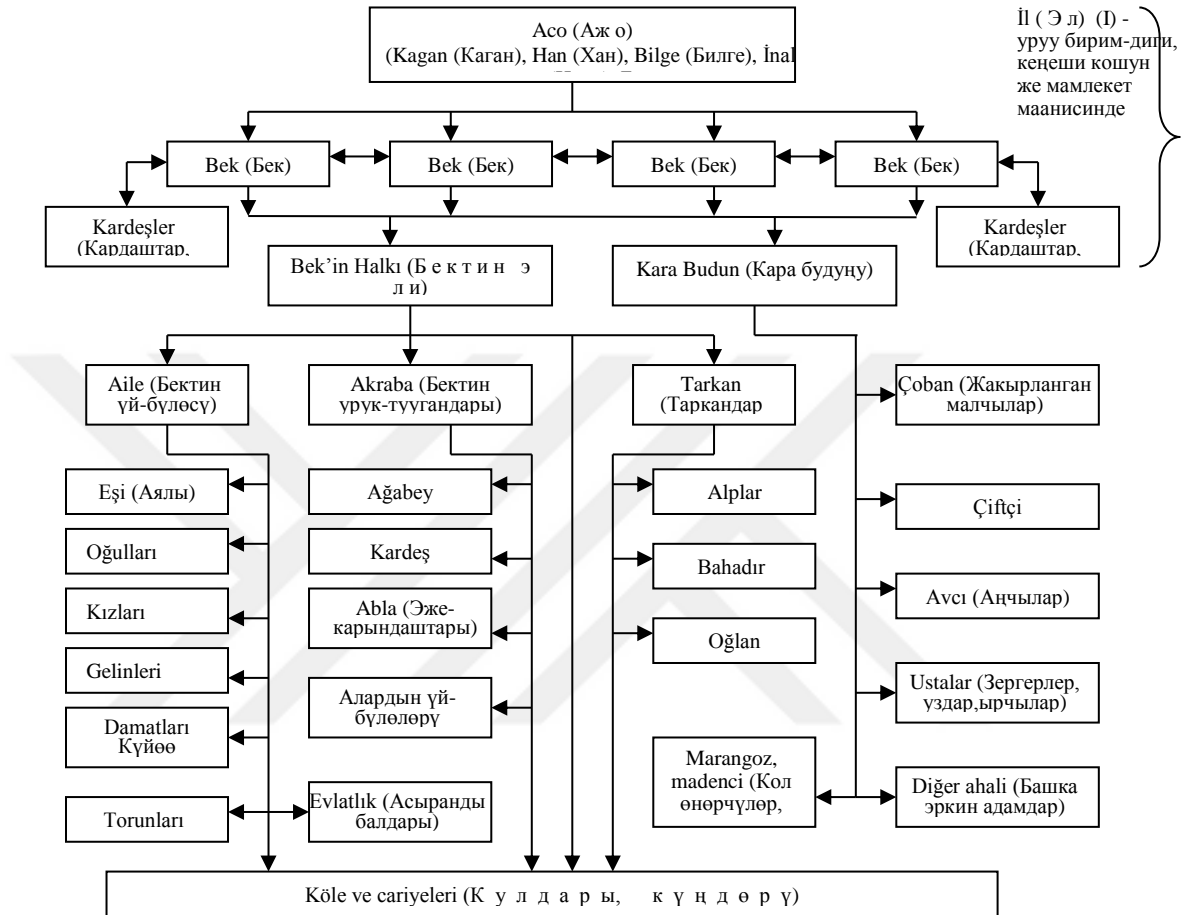 Aco (Аж о)
(Kagan (Каган), Han (Хан), Bilge (Билге), İnal
İl ( Э л) (I) -
уруу бирим-диги,
кеңеши кошун
же мамлекет
маанисинде
Bek (Бек)
Bek (Бек)
Bek (Бек)
Bek (Бек)
Kardeşler
(Кардаштар,
Kardeşler
(Кардаштар,
Bek’in Halkı (Б е к т и н э
л и)
Kara Budun (Кара будуңу)
Aile (Бектин
үй-бүлөсү)
Akraba (Бектин
урук-туугандары)
Tarkan
(Таркандар
Çoban (Жакырланган
малчылар)
Eşi (Аялы)
Ağabey
Alplar
Çiftçi
Oğulları
Kardeş
Bahadır
Avcı (Аңчылар)
Kızları
Abla (Эже-
карындаштары)
Oğlan
Gelinleri
Алардын үй-
бүлөлөрү
Ustalar (Зергерлер,
уздар,ырчылар)
Damatları
Күйөө
Marangoz,
madenci (Кол
өнөрчүлөр,
Torunları
Evlatlık (Асыранды
балдары)
Diğer ahali (Башка
эркин адамдар)
Köle ve cariyeleri (К у л д а р ы, к ү ң д ө р ү)